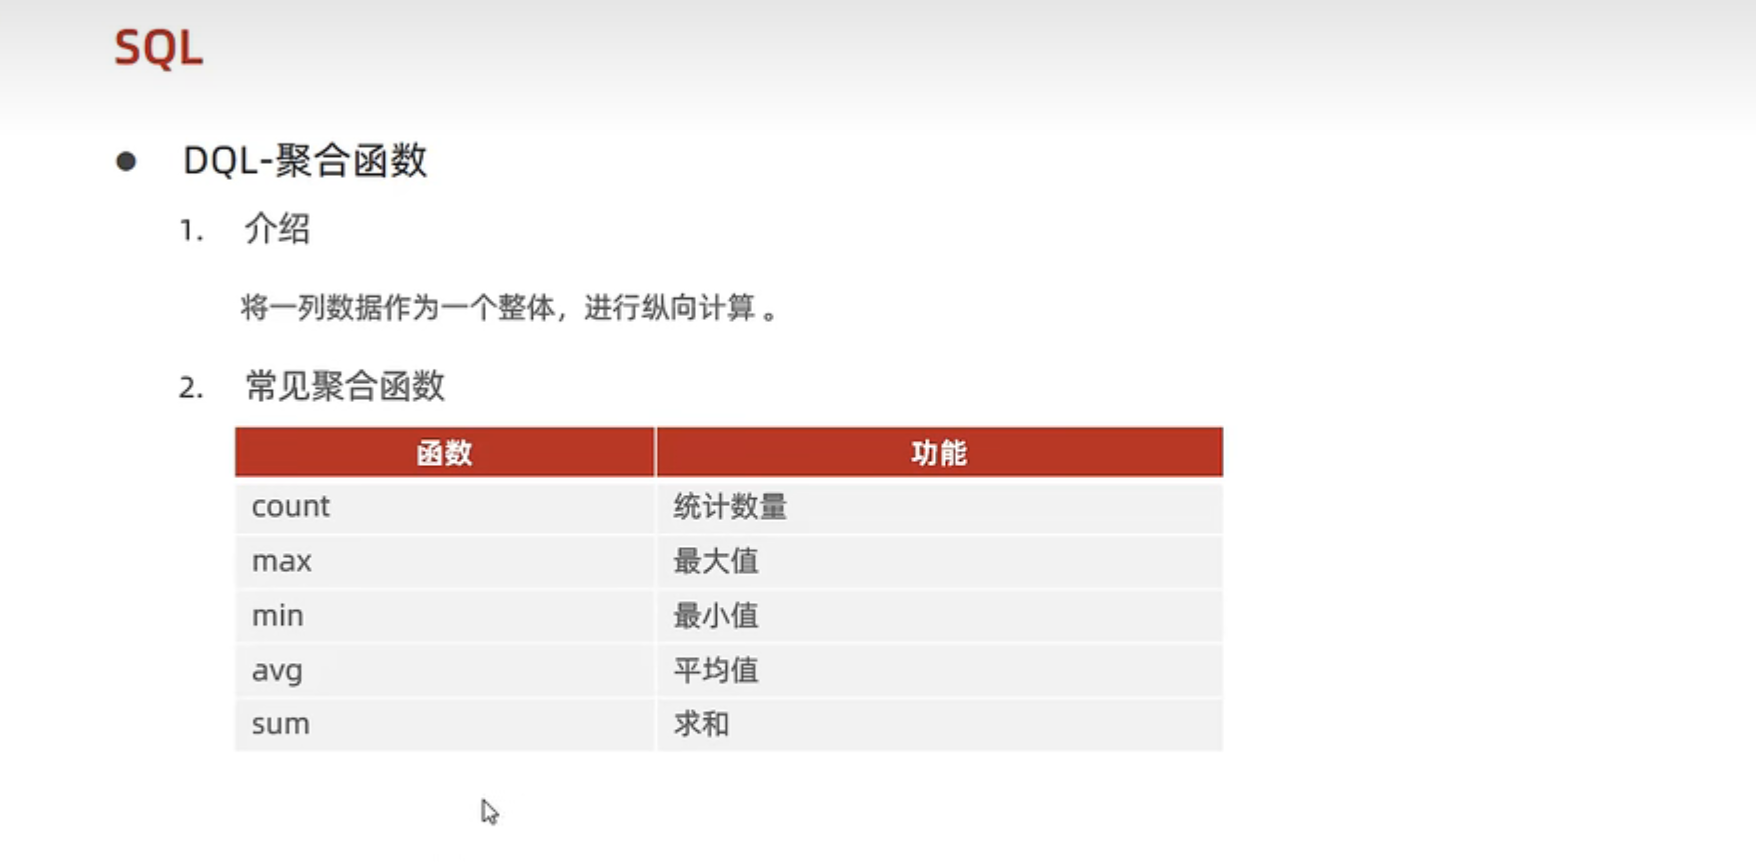 SQL
● DQL-聚合函数
1. 介绍
将一列数据作为一个整体，进行纵向计算 。
2. 常见聚合函数
函数 功能
count 统计数量
max 最大值
min 最小值
avg 平均值
sum 求和